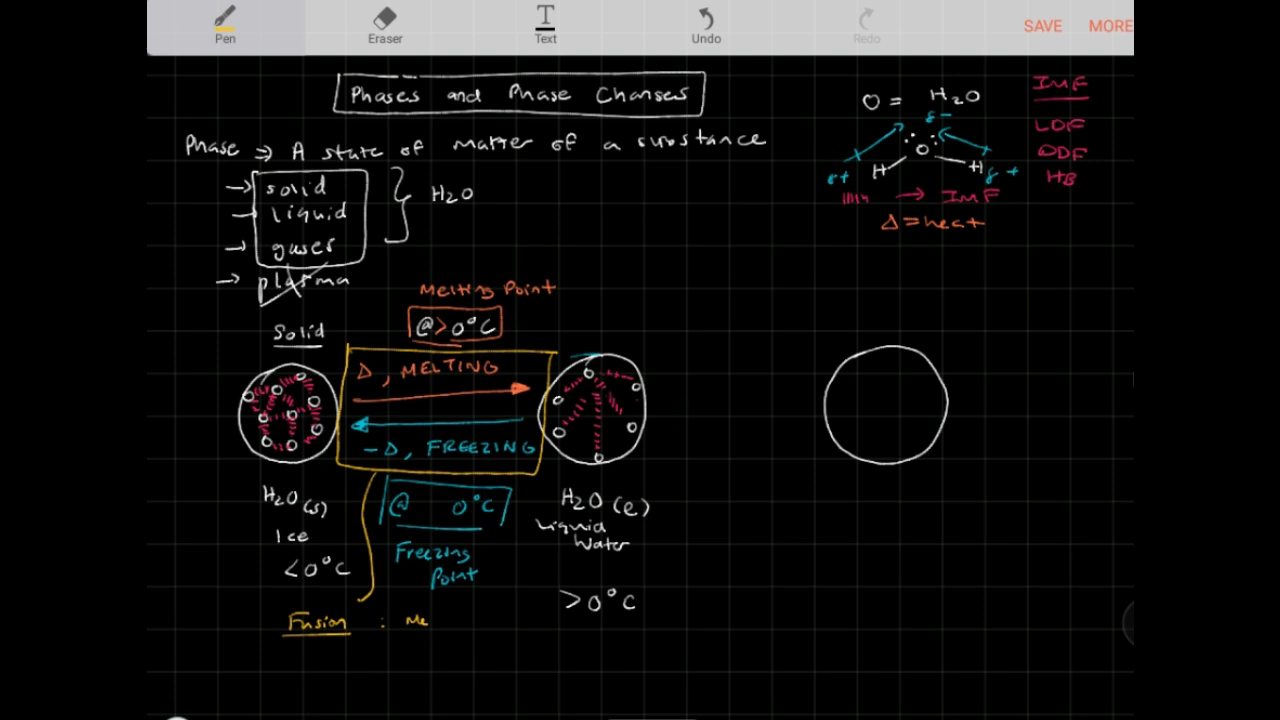 Pen
Eraser
T
Text
Undo
Redo
SAVE
MORE
Phases and Phase Changes
Phase => A state of matter of a substance
→ solid
→ liquid
→ gases
→ plasma
H2O
O = H2O
δ-
O
H
H
δ+
δ+
→ IMF
Δ = heat
IMF
LDF
DDF
HB
Solid
Melting Point
@ > 0°C
Δ, MELTING
-Δ, FREEZING
@ 0°C
Freezing
Point
H2O (s)
Ice
< 0°C
H2O (l)
Liquid
Water
> 0°C
Fusion : Me